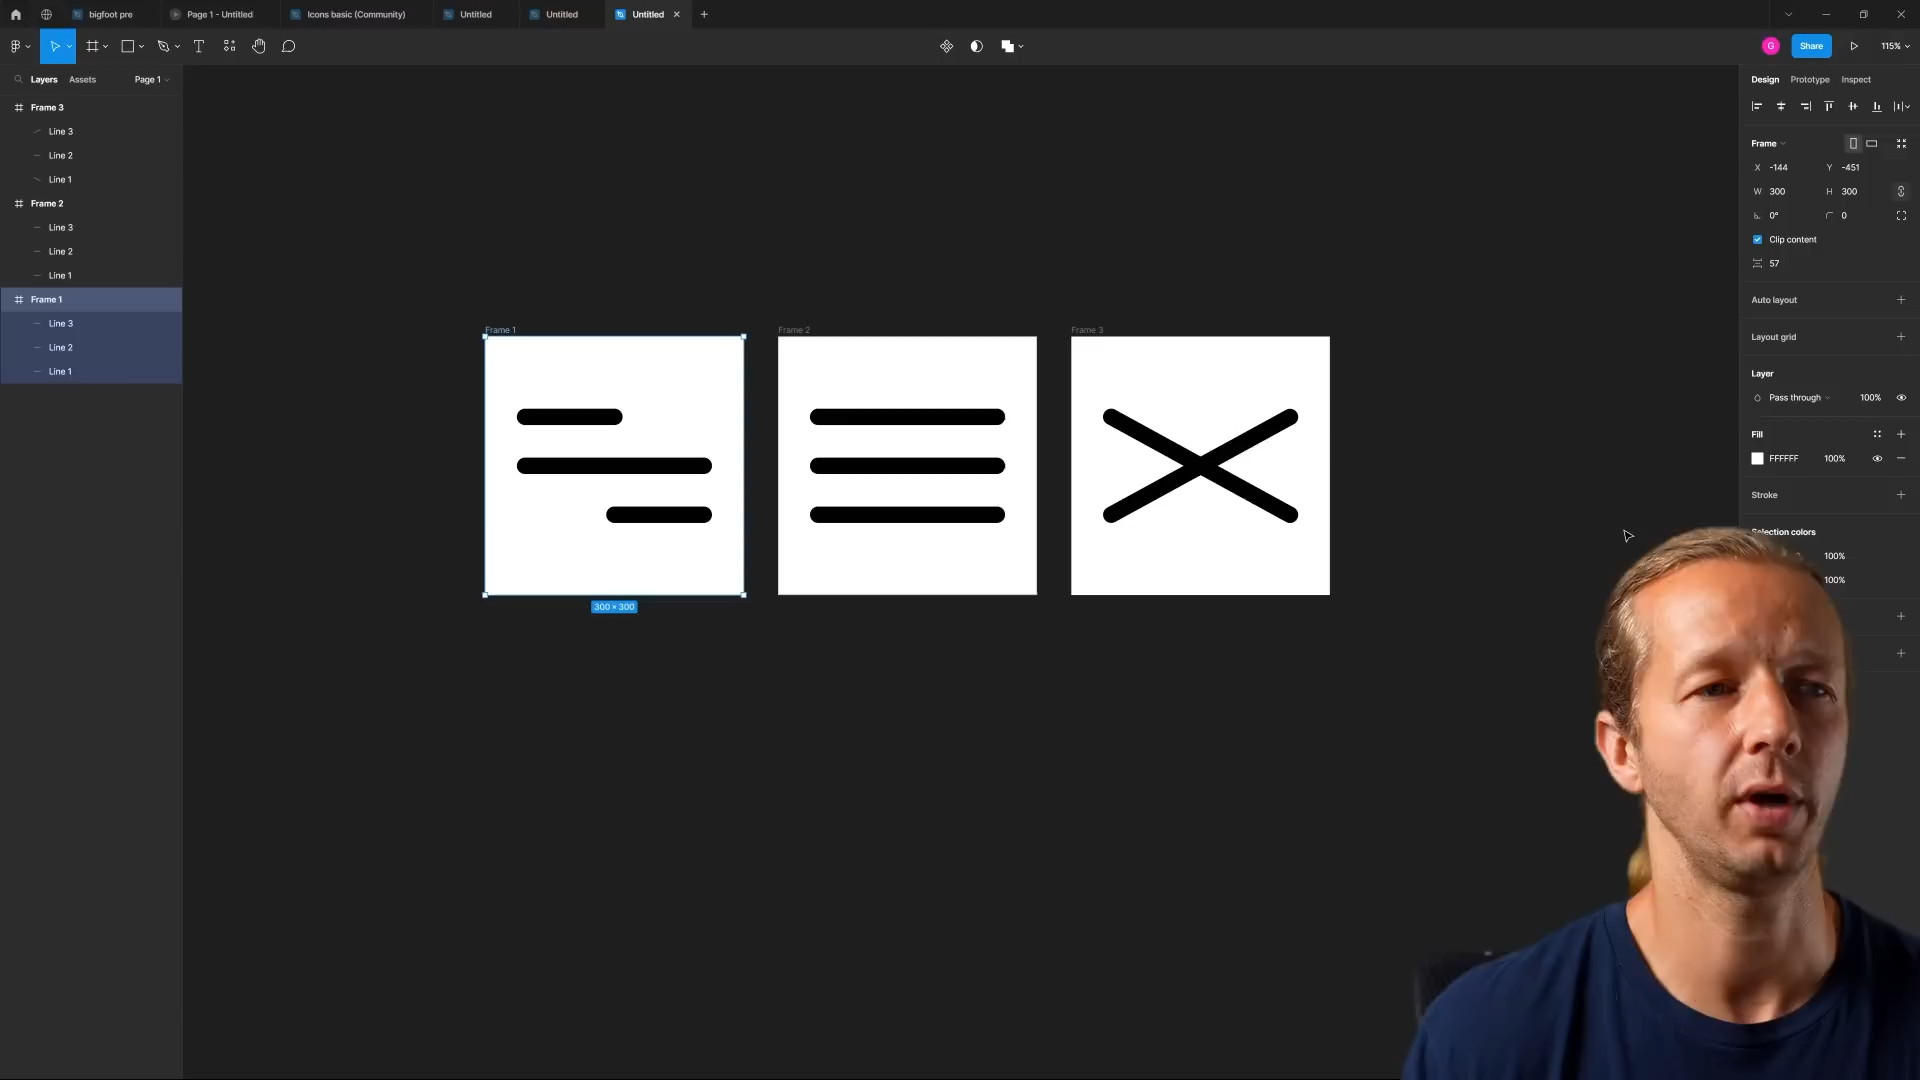 bigfoot pre
Page 1 - Untitled
Icons basic (Community)
Untitled
Untitled
Untitled
G
Share
115%
Layers
Assets
Page 1
Design
Prototype
Inspect
Frame 3
Line 3
Line 2
Line 1
Frame 2
Line 3
Line 2
Line 1
Frame 1
Line 3
Line 2
Line 1
Frame 1
Frame 2
Frame 3
300 × 300
Frame
X -144 Y -451
W 300 H 300
0° 0
Clip content
57
Auto layout
Layout grid
Layer
Pass through 100%
Fill
FFFFFF 100%
Stroke
Selection colors
100%
100%